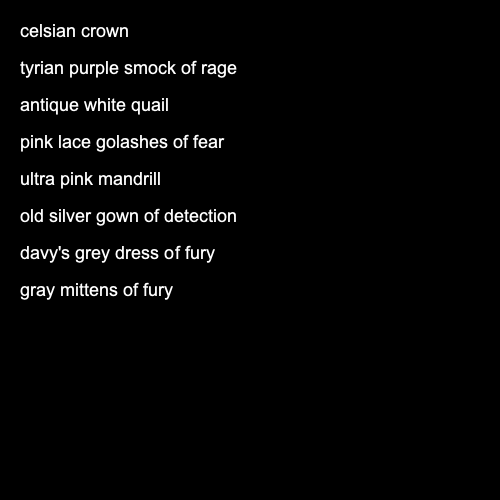 celsian crown
tyrian purple smock of rage
antique white quail
pink lace golashes of fear
ultra pink mandrill
old silver gown of detection
davy's grey dress of fury
gray mittens of fury